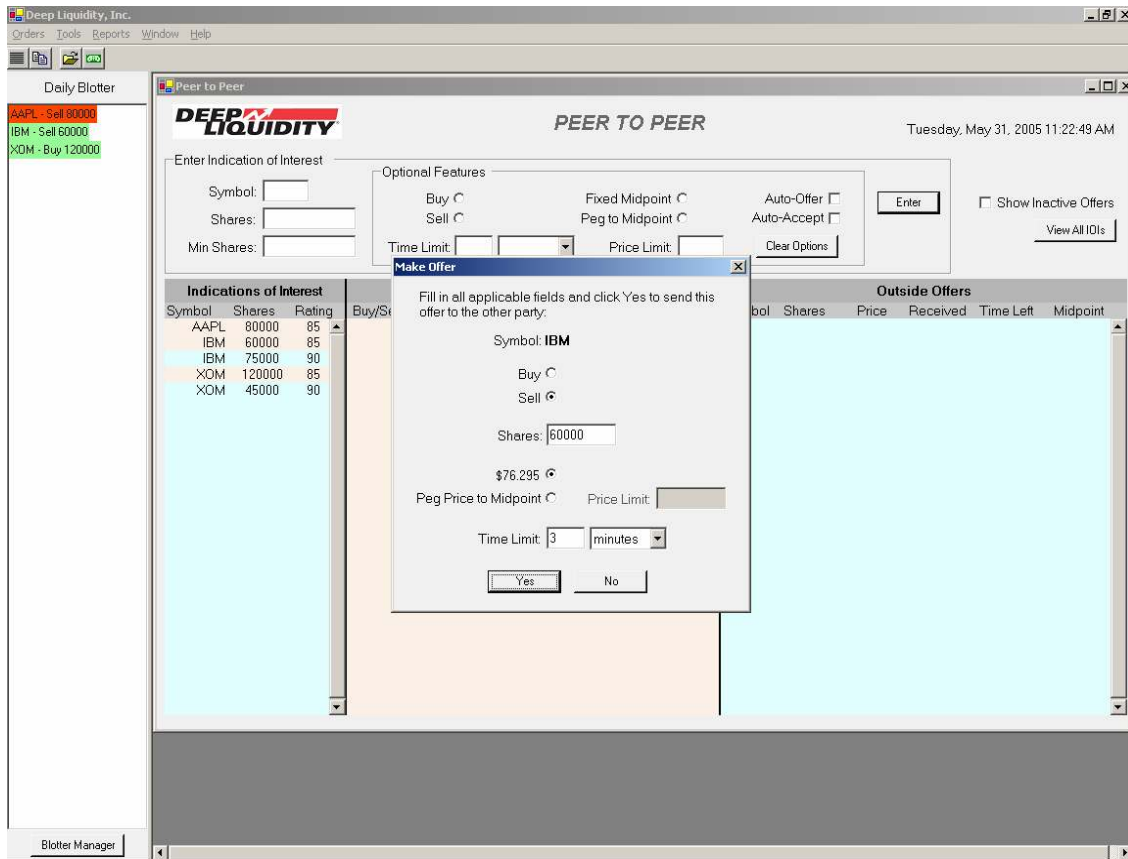 Deep Liquidity, Inc.
Orders Tools Reports Window Help
Daily Blotter
AAPL - Sell 80000
IBM - Sell 60000
XOM - Buy 120000
Blotter Manager
Peer to Peer
DEEP LIQUIDITY
PEER TO PEER
Tuesday, May 31, 2005 11:22:49 AM
Enter Indication of Interest
Symbol:
Shares:
Min Shares:
Optional Features
Buy Fixed Midpoint Auto-Offer
Sell Peg to Midpoint Auto-Accept
Time Limit: Price Limit: Clear Options
Enter
Show Inactive Offers
View All IOIs
Indications of Interest
Symbol Shares Rating
AAPL 80000 85
IBM 60000 85
IBM 75000 90
XOM 120000 85
XOM 45000 90
Outside Offers
Shares Price Received Time Left Midpoint
Make Offer
Fill in all applicable fields and click Yes to send this
offer to the other party:
Symbol: IBM
Buy
Sell
Shares: 60000
$76.295
Peg Price to Midpoint Price Limit:
Time Limit: 3 minutes
Yes No